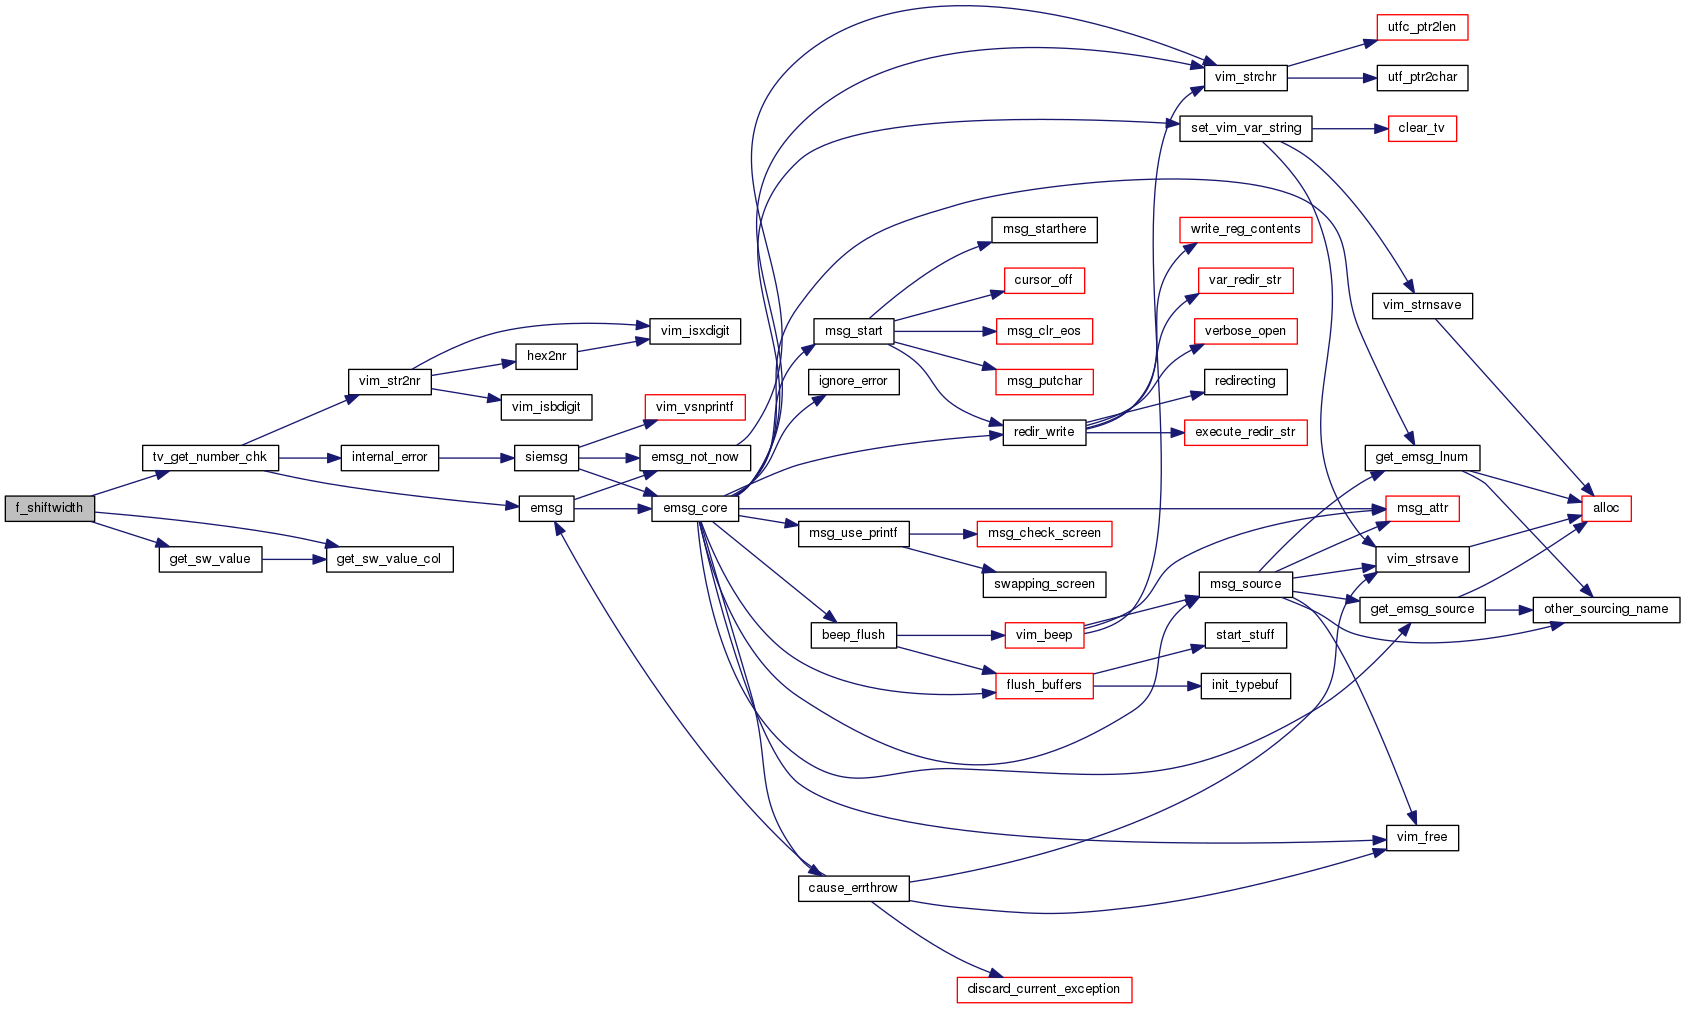 f_shiftwidth
tv_get_number_chk
get_sw_value
get_sw_value_col
vim_str2nr
internal_error
hex2nr
vim_isbdigit
siemsg
emsg
vim_isxdigit
vim_vsnprintf
emsg_not_now
emsg_core
msg_start
ignore_error
msg_use_printf
beep_flush
cause_errthrow
msg_starthere
cursor_off
msg_clr_eos
msg_putchar
redir_write
msg_check_screen
swapping_screen
vim_beep
flush_buffers
discard_current_exception
vim_strchr
set_vim_var_string
write_reg_contents
var_redir_str
verbose_open
redirecting
execute_redir_str
msg_source
start_stuff
init_typebuf
utfc_ptr2len
utf_ptr2char
clear_tv
vim_strnsave
get_emsg_lnum
msg_attr
vim_strsave
get_emsg_source
vim_free
alloc
other_sourcing_name